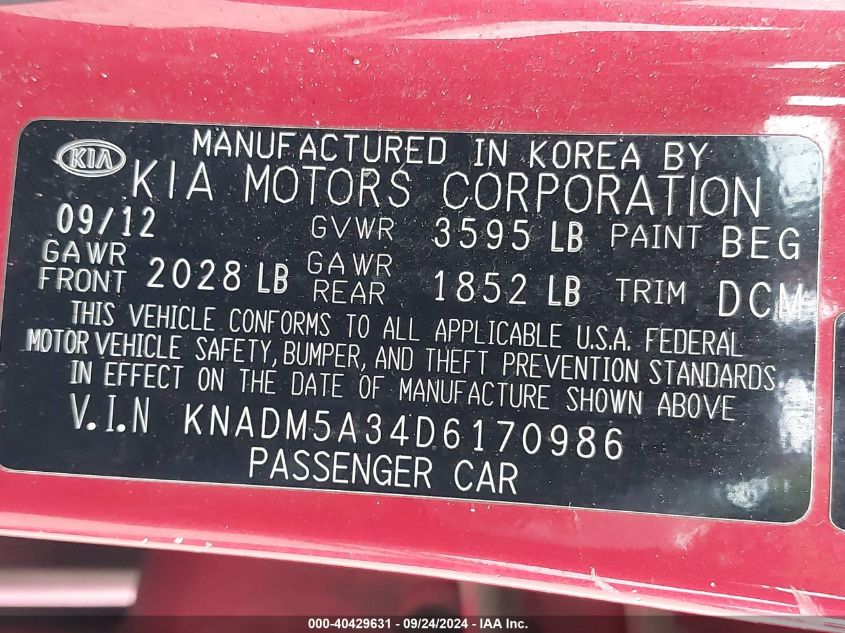 KIA
MANUFACTURED IN KOREA BY
KIA MOTORS CORPORATION
09/12 GVWR 3595 LB PAINT BEG
GAWR FRONT 2028 LB GAWR REAR 1852 LB TRIM DCM
THIS VEHICLE CONFORMS TO ALL APPLICABLE U.S.A. FEDERAL
MOTOR VEHICLE SAFETY, BUMPER, AND THEFT PREVENTION STANDARDS
IN EFFECT ON THE DATE OF MANUFACTURE SHOWN ABOVE
V.I.N KNADM5A34D6170986
PASSENGER CAR
000-40429631 - 09/24/2024 - IAA Inc.